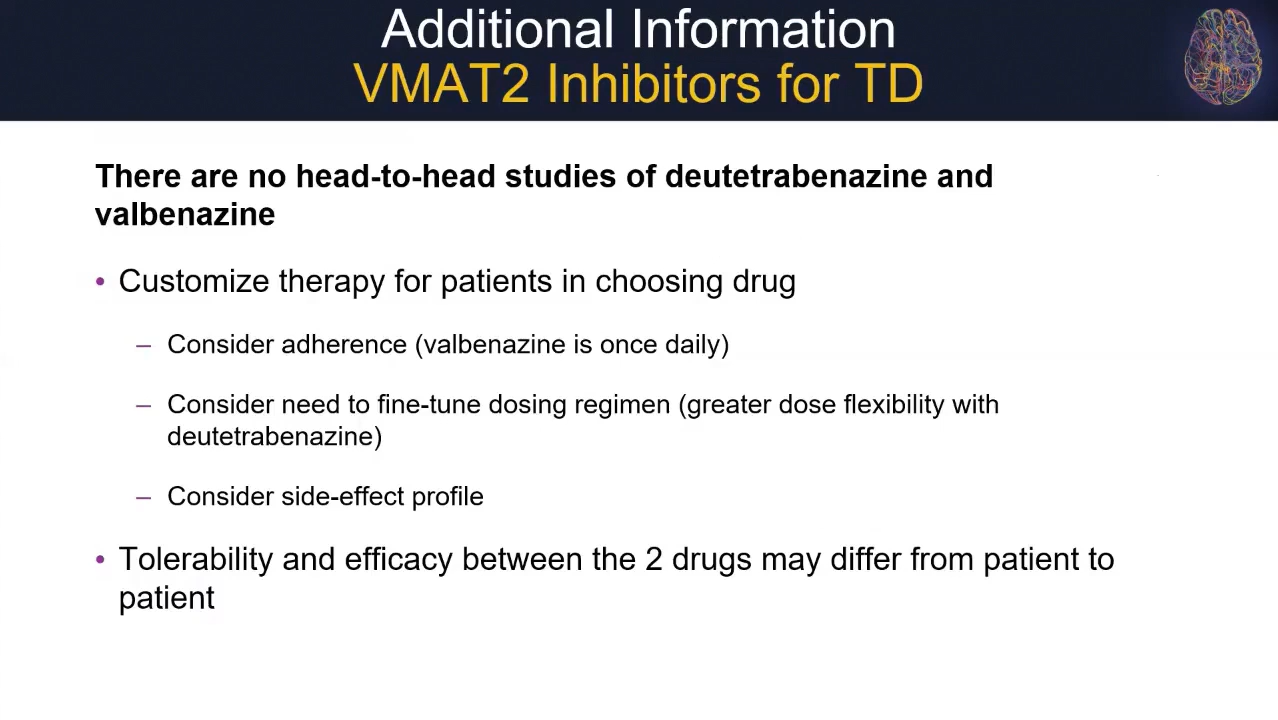 Additional Information
VMAT2 Inhibitors for TD
There are no head-to-head studies of deutetrabenazine and
valbenazine
• Customize therapy for patients in choosing drug
– Consider adherence (valbenazine is once daily)
– Consider need to fine-tune dosing regimen (greater dose flexibility with
deutetrabenazine)
– Consider side-effect profile
• Tolerability and efficacy between the 2 drugs may differ from patient to
patient